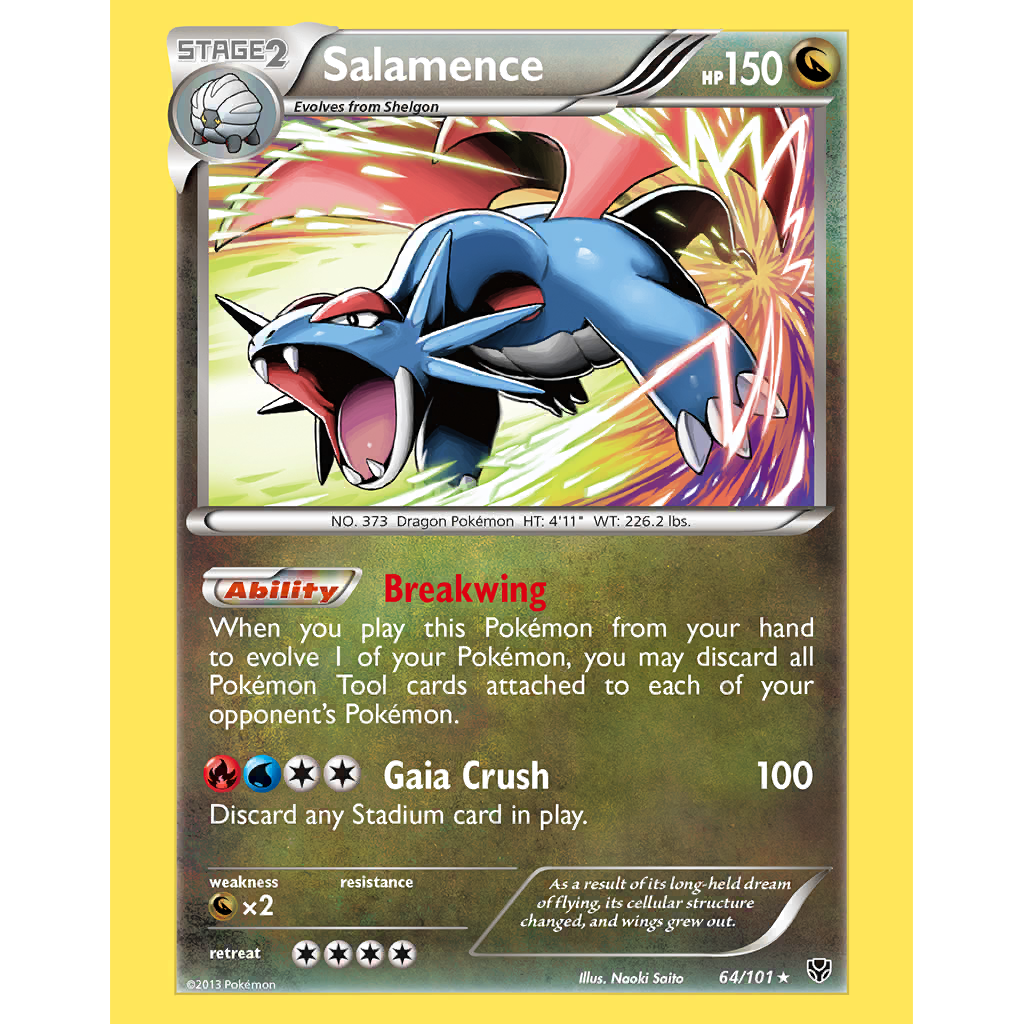 STAGE2
Salamence
HP150
Evolves from Shelgon
NO. 373 Dragon Pokémon HT: 4'11" WT: 226.2 lbs.
Ability Breakwing
When you play this Pokémon from your hand
to evolve 1 of your Pokémon, you may discard all
Pokémon Tool cards attached to each of your
opponent's Pokémon.
Gaia Crush 100
Discard any Stadium card in play.
weakness resistance
×2
As a result of its long-held dream
of flying, its cellular structure
changed, and wings grew out.
retreat
Illus. Naoki Saito 64/101★
©2013 Pokémon